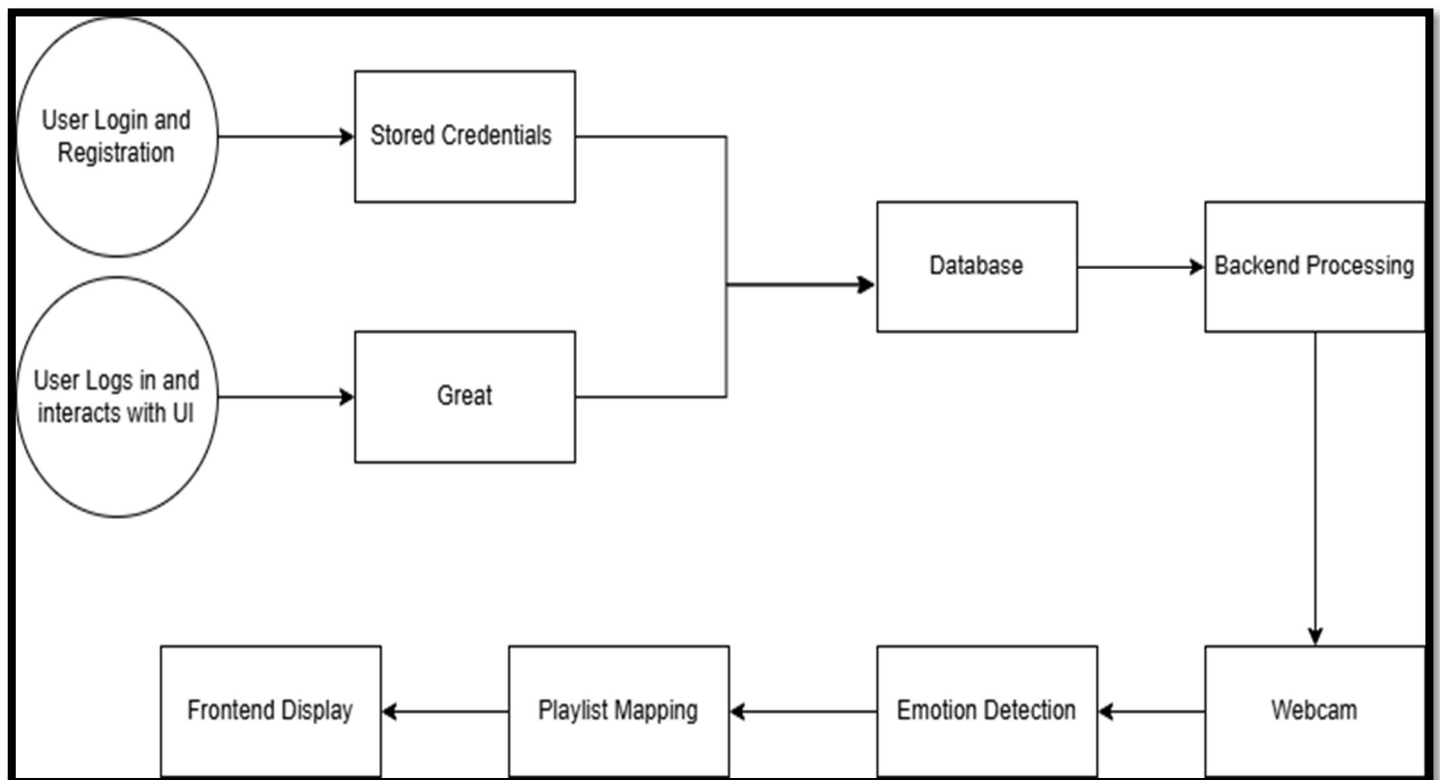 User Login and
Registration
Stored Credentials
Database
Backend Processing
User Logs in and
interacts with UI
Great
Frontend Display
Playlist Mapping
Emotion Detection
Webcam